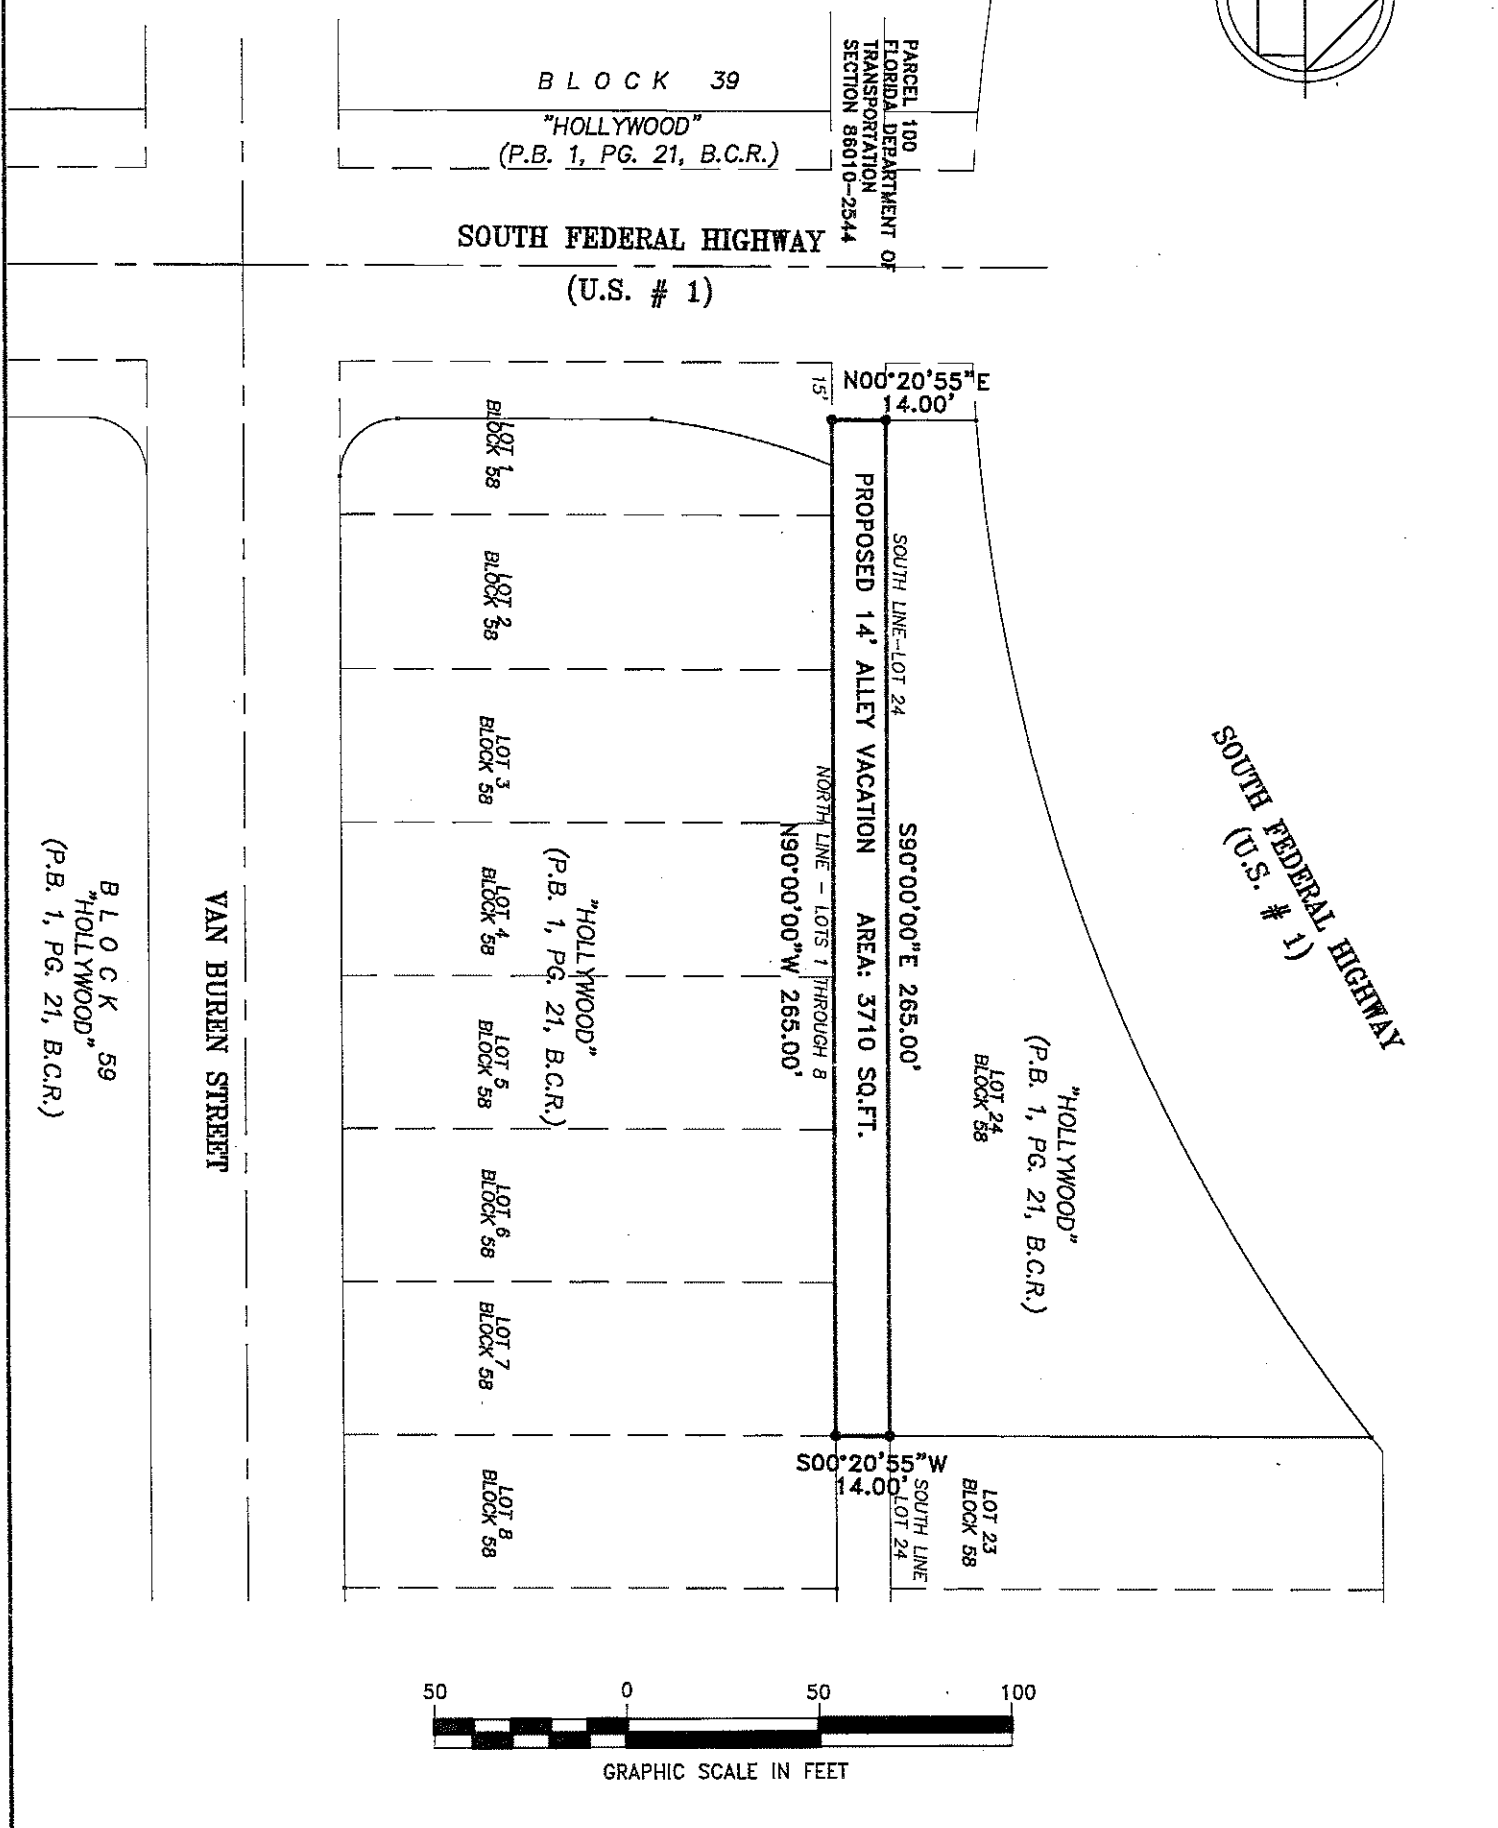 BLOCK 39
"HOLLYWOOD"
(P.B. 1, PG. 21, B.C.R.)
PARCEL 100
FLORIDA DEPARTMENT OF
TRANSPORTATION
SECTION 86010-2544
SOUTH FEDERAL HIGHWAY
(U.S. # 1)
15'
N00°20'55"E
14.00'
LOT 1
BLOCK 58
LOT 2
BLOCK 58
LOT 3
BLOCK 58
LOT 4
BLOCK 58
LOT 5
BLOCK 58
LOT 6
BLOCK 58
LOT 7
BLOCK 58
LOT 8
BLOCK 58
"HOLLYWOOD"
(P.B. 1, PG. 21, B.C.R.)
PROPOSED 14' ALLEY VACATION AREA: 3710 SQ.FT.
SOUTH LINE-LOT 24
S90°00'00"E 265.00'
NORTH LINE - LOTS 1 THROUGH 8
N90°00'00"W 265.00'
SOUTH FEDERAL HIGHWAY
(U.S. # 1)
"HOLLYWOOD"
(P.B. 1, PG. 21, B.C.R.)
LOT 24
BLOCK 58
VAN BUREN STREET
BLOCK 59
"HOLLYWOOD"
(P.B. 1, PG. 21, B.C.R.)
S00°20'55"W
14.00'
SOUTH LINE
LOT 24
LOT 23
BLOCK 58
50 0 50 100
GRAPHIC SCALE IN FEET